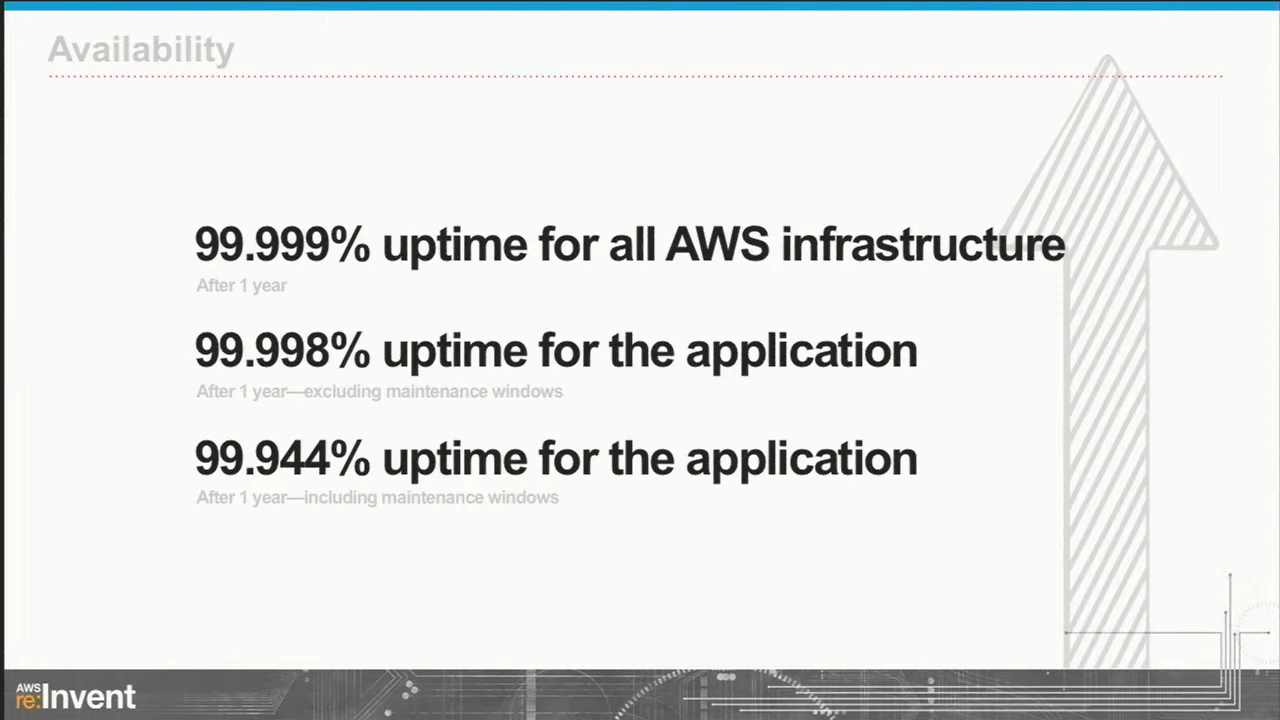 Availability
99.999% uptime for all AWS infrastructure
After 1 year
99.998% uptime for the application
After 1 year—excluding maintenance windows
99.944% uptime for the application
After 1 year—including maintenance windows
AWS
re:Invent